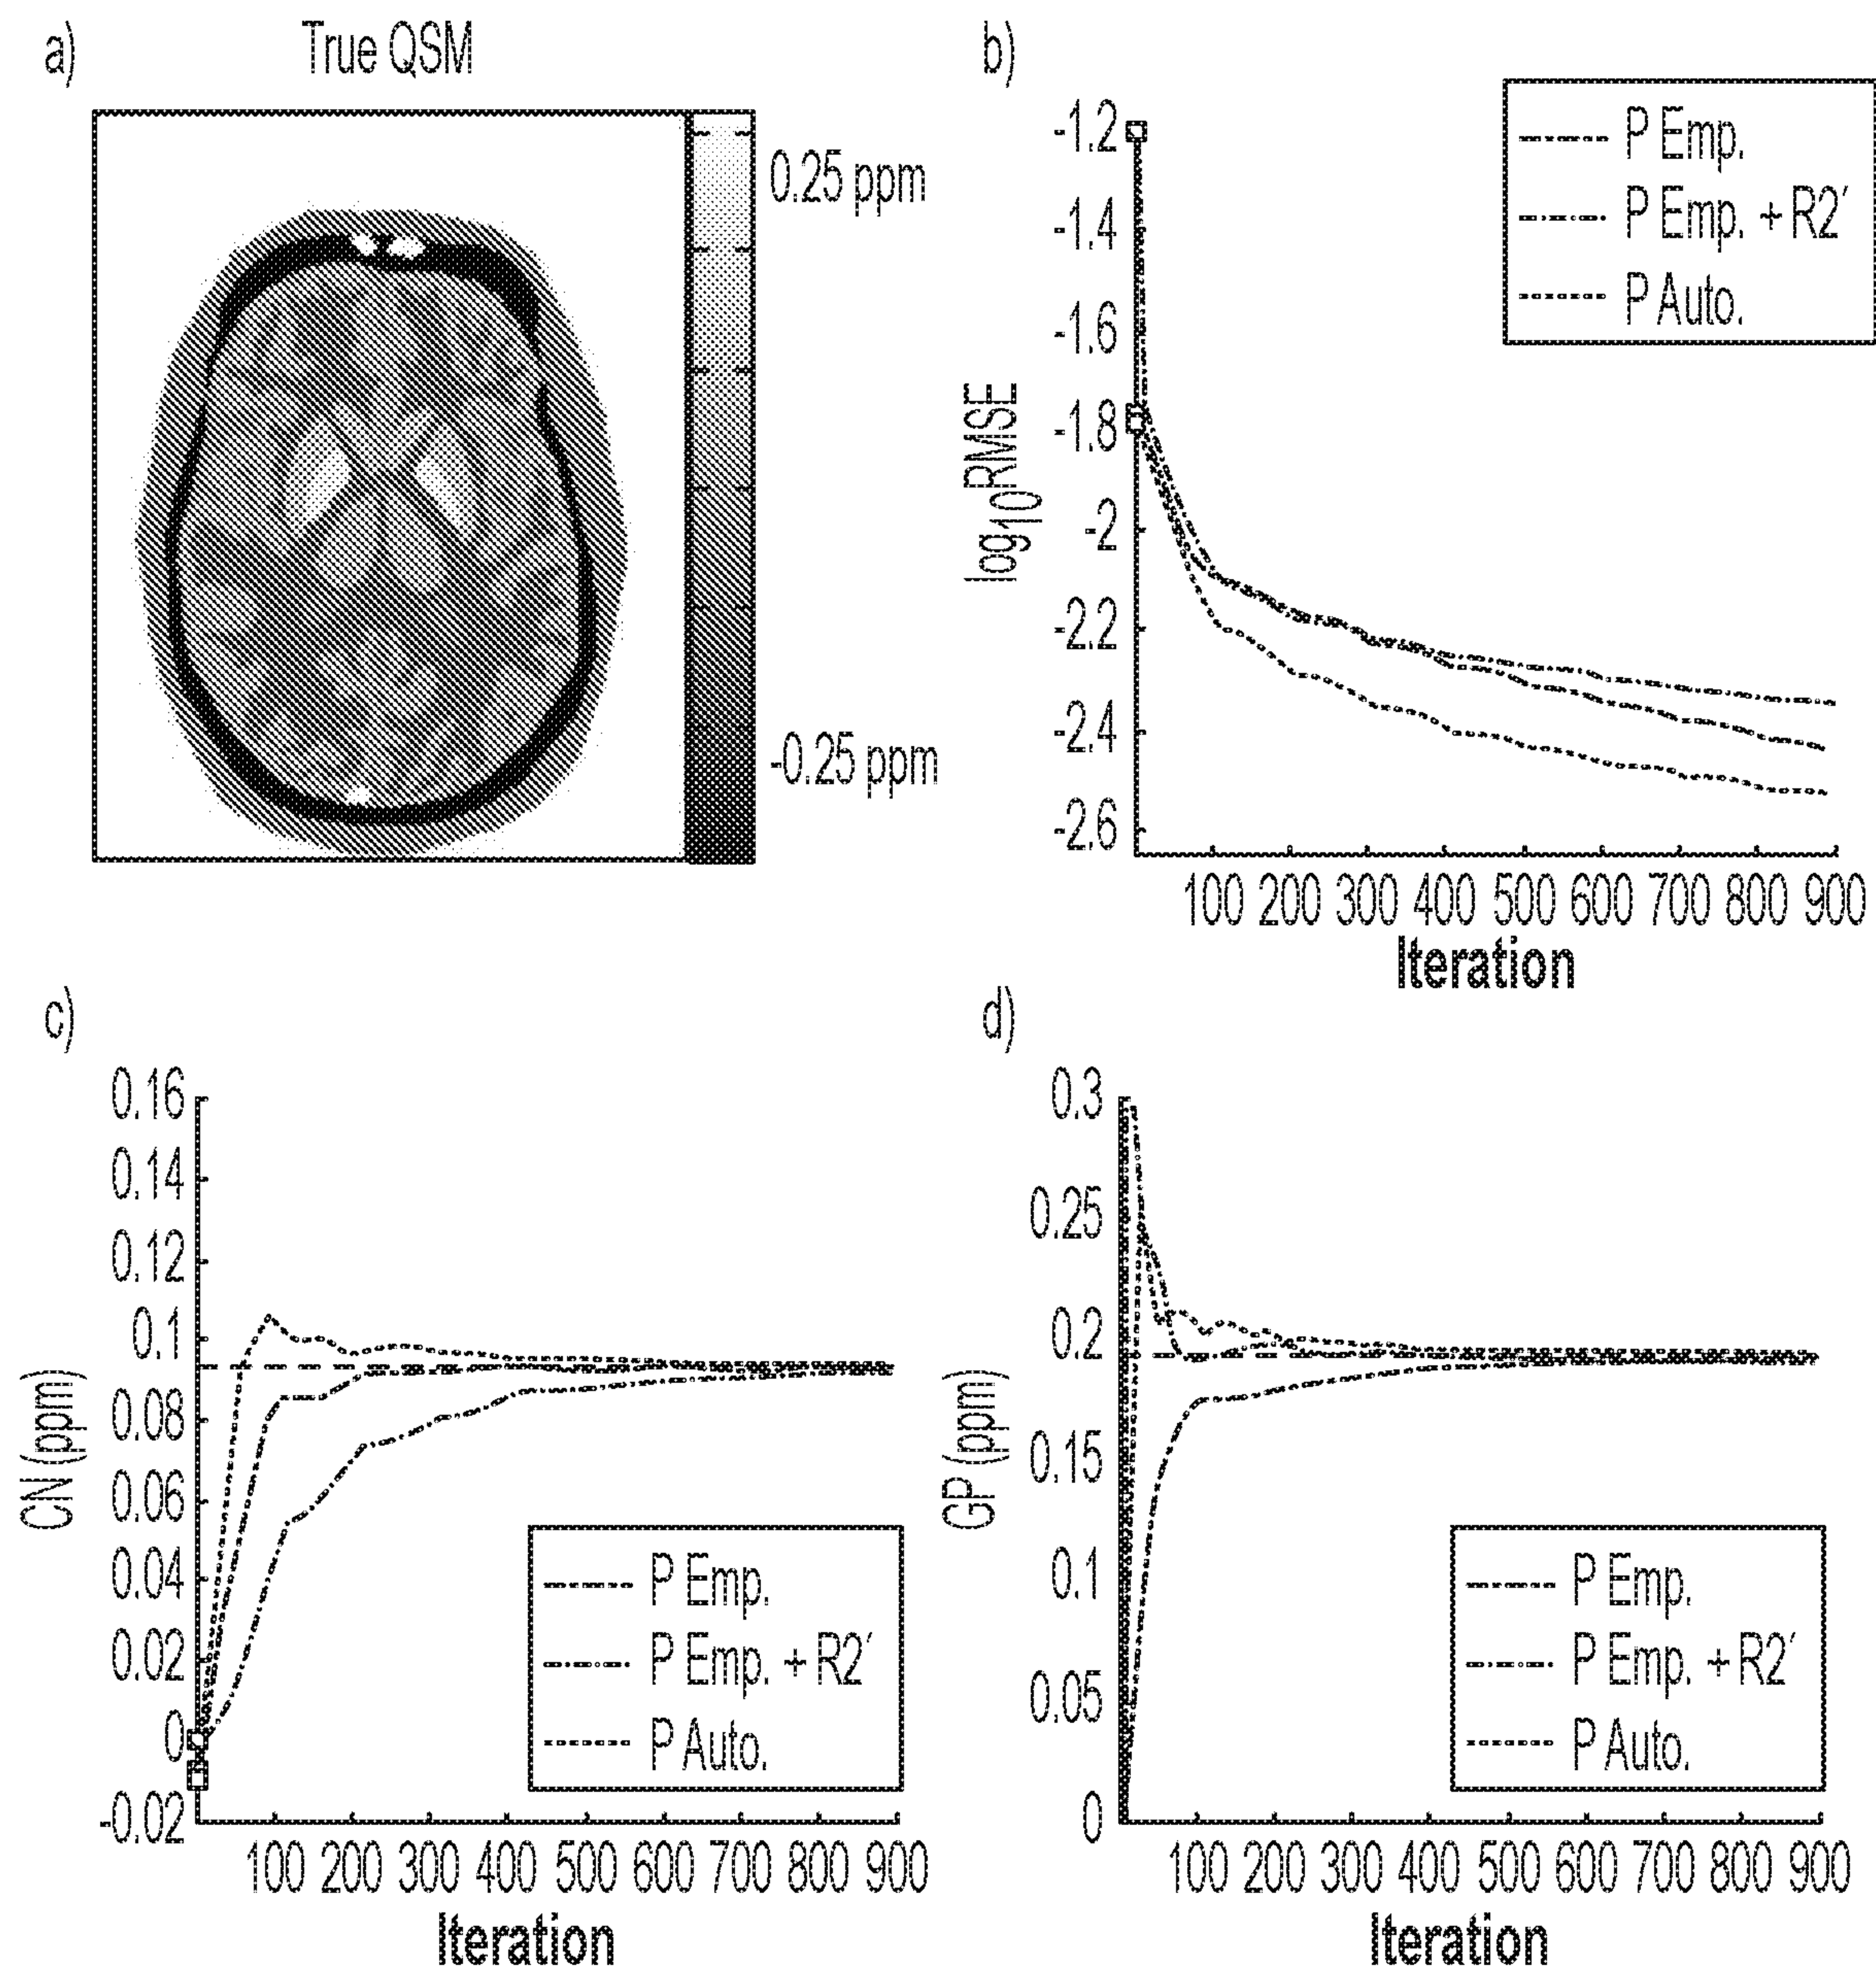 a)
True QSM
0.25 ppm
-0.25 ppm
b)
P Emp.
P Emp. + R2′
P Auto.
-1.2
-1.4
-1.6
-1.8
-2
-2.2
-2.4
-2.6
log10RMSE
100 200 300 400 500 600 700 800 900
Iteration
c)
0.16
0.14
0.12
0.1
0.08
0.06
0.04
0.02
0
-0.02
CN (ppm)
P Emp.
P Emp. + R2′
P Auto.
100 200 300 400 500 600 700 800 900
Iteration
d)
0.3
0.25
0.2
0.15
0.1
0.05
0
GP (ppm)
P Emp.
P Emp. + R2′
P Auto.
100 200 300 400 500 600 700 800 900
Iteration